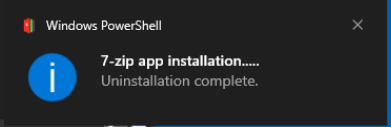 Windows PowerShell
7-zip app installation.....
Uninstallation complete.